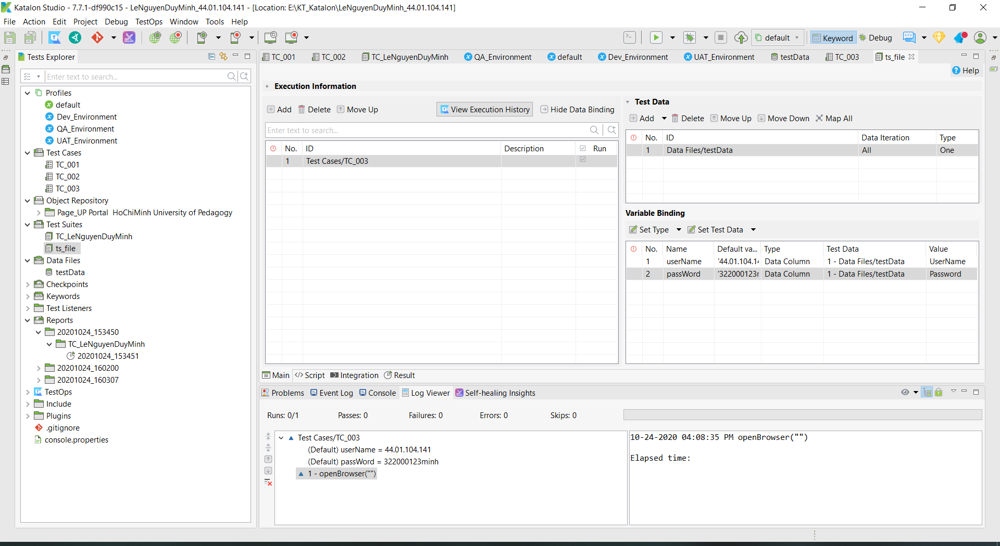 Katalon Studio - 7.7.1-df990c15 - LeNguyenDuyMinh_44.01.104.141 - [Location: E:\KT_Katalon\LeNguyenDuyMinh_44.01.104.141]
File Action Edit Project Debug TestOps Window Tools Help
default Keyword Debug
Tests Explorer
Enter text to search...
Profiles
default
Dev_Environment
QA_Environment
UAT_Environment
Test Cases
TC_001
TC_002
TC_003
Object Repository
Page_UP Portal  HoChiMinh University of Pedagogy
Test Suites
TC_LeNguyenDuyMinh
ts_file
Data Files
testData
Checkpoints
Keywords
Test Listeners
Reports
20201024_153450
TC_LeNguyenDuyMinh
20201024_153451
20201024_160200
20201024_160307
TestOps
Include
Plugins
.gitignore
console.properties
TC_001 TC_002 TC_LeNguyenDuyMinh QA_Environment default Dev_Environment UAT_Environment testData TC_003 ts_file
Help
Execution Information
Add Delete Move Up View Execution History Hide Data Binding
Enter text to search...
No. ID Description Run
1 Test Cases/TC_003
Test Data
Add Delete Move Up Move Down Map All
No. ID Data Iteration Type
1 Data Files/testData All One
Variable Binding
Set Type Set Test Data
No. Name Default va... Type Test Data Value
1 userName '44.01.104.14 Data Column 1 - Data Files/testData UserName
2 passWord '322000123m Data Column 1 - Data Files/testData Password
Main Script Integration Result
Problems Event Log Console Log Viewer Self-healing Insights
Runs: 0/1 Passes: 0 Failures: 0 Errors: 0 Skips: 0
Test Cases/TC_003
(Default) userName = 44.01.104.141
(Default) passWord = 322000123minh
1 - openBrowser("")
10-24-2020 04:08:35 PM openBrowser("")
Elapsed time: